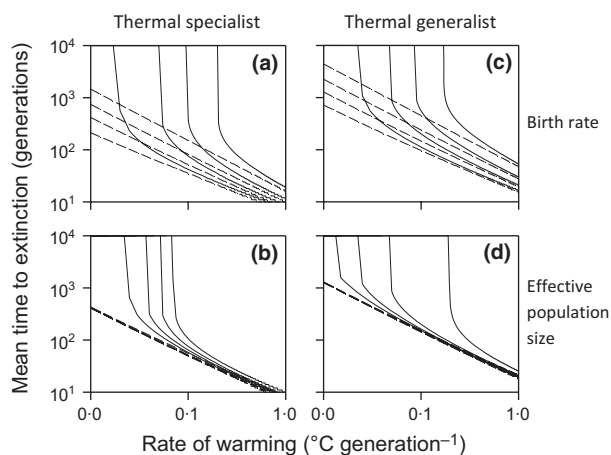 Thermal specialist
Thermal generalist
Mean time to extinction (generations)
10⁴
10³
10²
10¹
(a)
(c)
Birth rate
10⁴
10³
10²
10¹
(b)
(d)
Effective
population
size
0·0
0·1
1·0
0·0
0·1
1·0
Rate of warming (°C generation⁻¹)